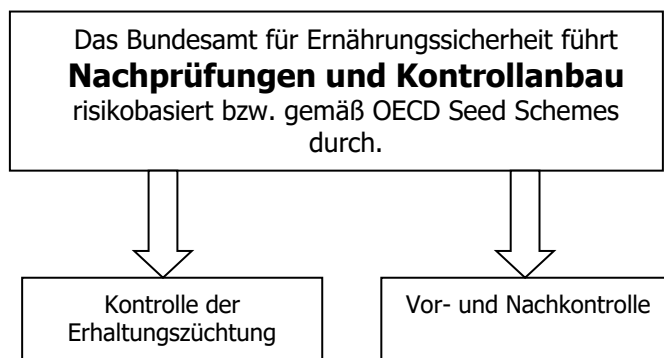 Das Bundesamt für Ernährungssicherheit führt
Nachprüfungen und Kontrollanbau
risikobasiert bzw. gemäß OECD Seed Schemes
durch.
Kontrolle der
Erhaltungszüchtung
Vor- und Nachkontrolle